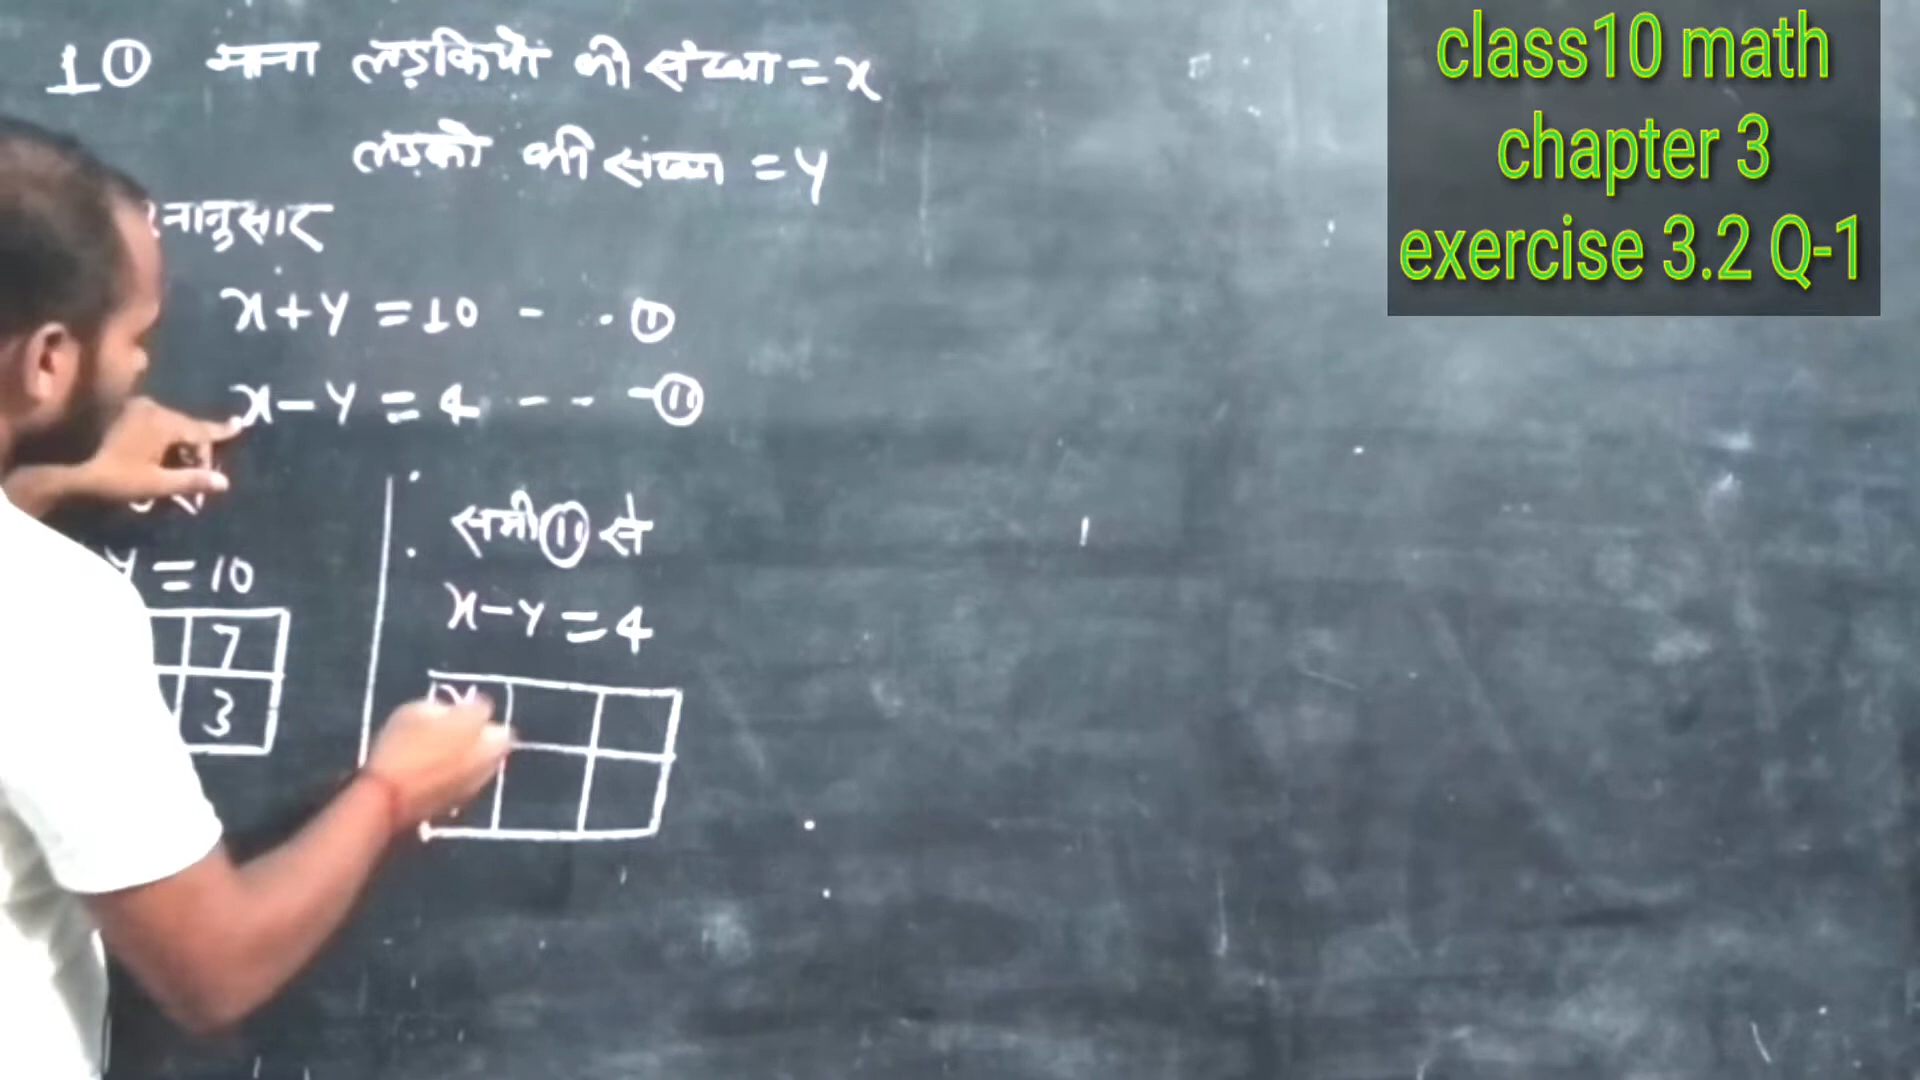 1 ① माना लड़कियों की संख्या = x
लड़को की संख्या = y
नानुसार
x + y = 10 - - ①
x - y = 4 - - - ⑪
y = 10
7
3
समी ⑪ से
x - y = 4
x
class10 math
chapter 3
exercise 3.2 Q-1